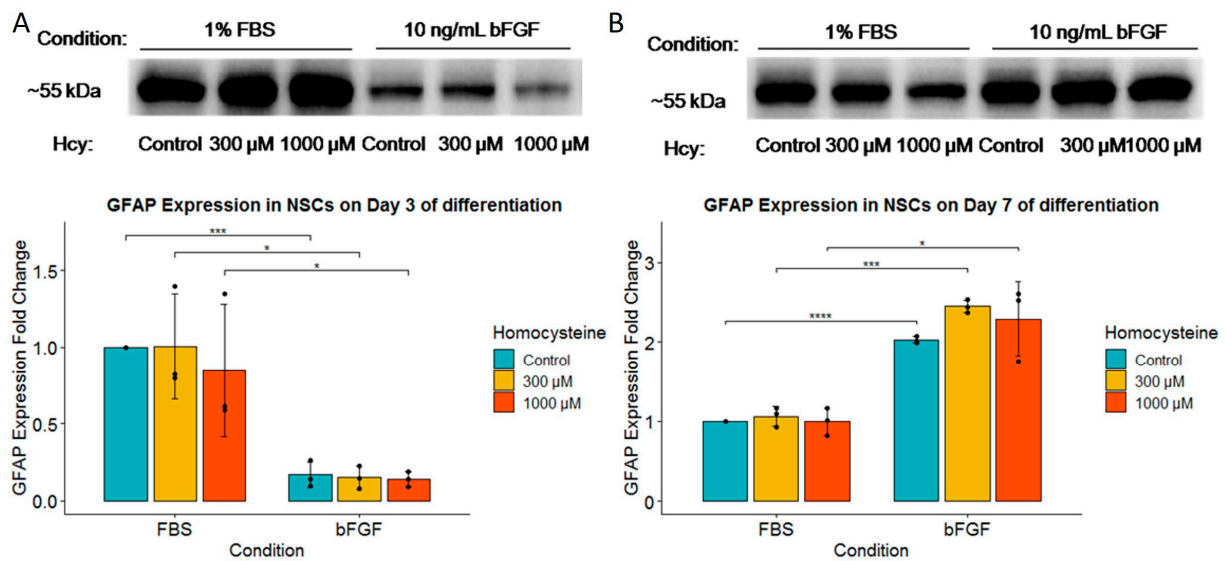 A
Condition: 1% FBS 10 ng/mL bFGF
~55 kDa
Hcy: Control 300 µM 1000 µM Control 300 µM 1000 µM
GFAP Expression in NSCs on Day 3 of differentiation
***
*
*
GFAP Expression Fold Change
1.5
1.0
0.5
0.0
FBS bFGF
Condition
Homocysteine
Control
300 µM
1000 µM
B
Condition: 1% FBS 10 ng/mL bFGF
~55 kDa
Hcy: Control 300 µM 1000 µM Control 300 µM1000 µM
GFAP Expression in NSCs on Day 7 of differentiation
*
***
****
GFAP Expression Fold Change
3
2
1
0
FBS bFGF
Condition
Homocysteine
Control
300 µM
1000 µM